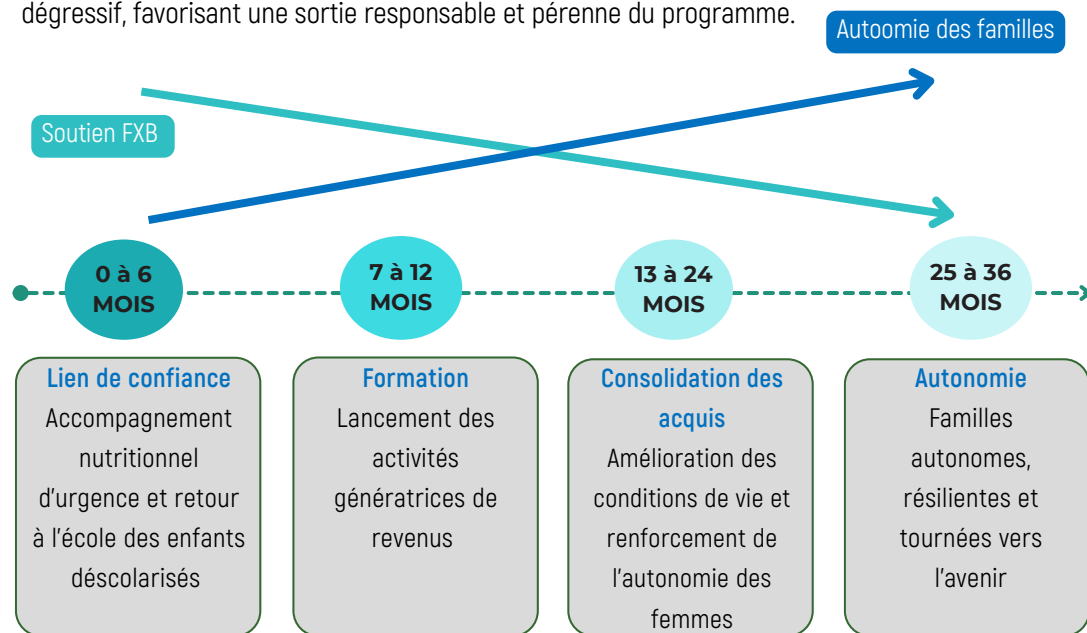 dégressif, favorisant une sortie responsable et pérenne du programme.
Autoomie des familles
Soutien FXB
0 à 6
MOIS
7 à 12
MOIS
13 à 24
MOIS
25 à 36
MOIS
Lien de confiance
Accompagnement
nutritionnel
d'urgence et retour
à l'école des enfants
déscolarisés
Formation
Lancement des
activités
génératrices de
revenus
Consolidation des
acquis
Amélioration des
conditions de vie et
renforcement de
l'autonomie des
femmes
Autonomie
Familles
autonomes,
résilientes et
tournées vers
l'avenir